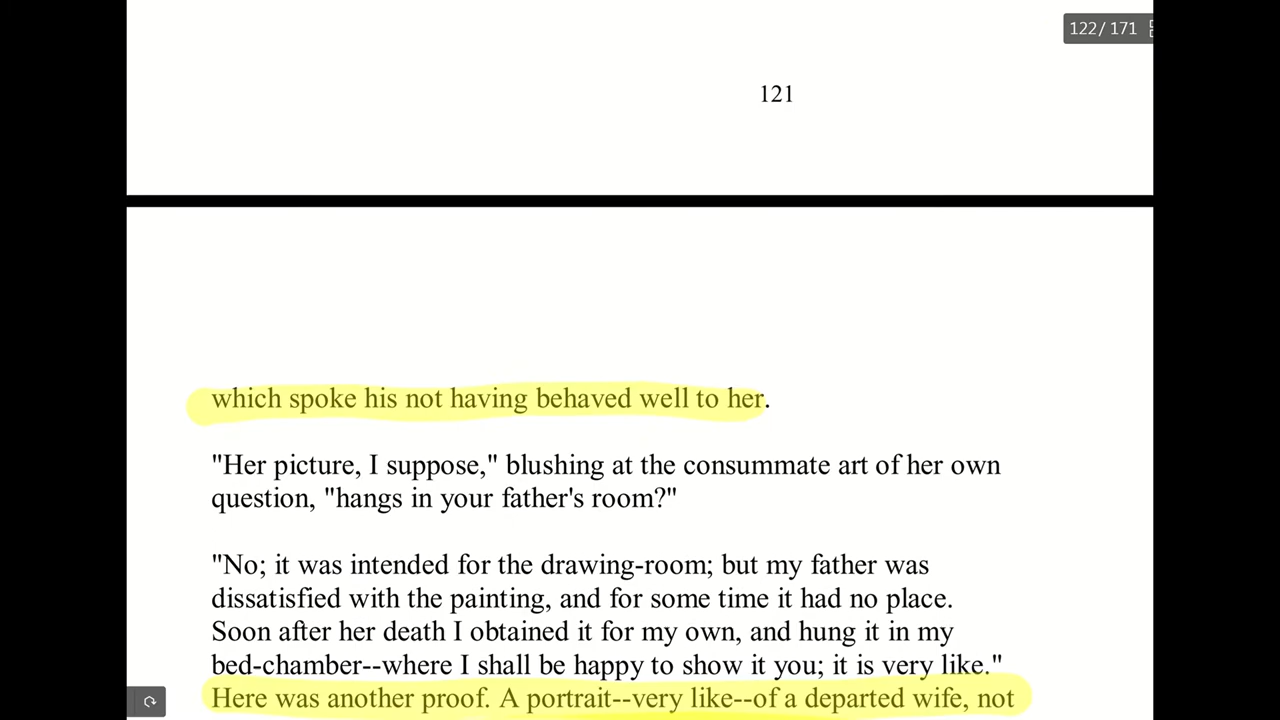 122/ 171
121
which spoke his not having behaved well to her.
"Her picture, I suppose," blushing at the consummate art of her own
question, "hangs in your father's room?"
"No; it was intended for the drawing-room; but my father was
dissatisfied with the painting, and for some time it had no place.
Soon after her death I obtained it for my own, and hung it in my
bed-chamber--where I shall be happy to show it you; it is very like."
Here was another proof. A portrait--very like--of a departed wife, not